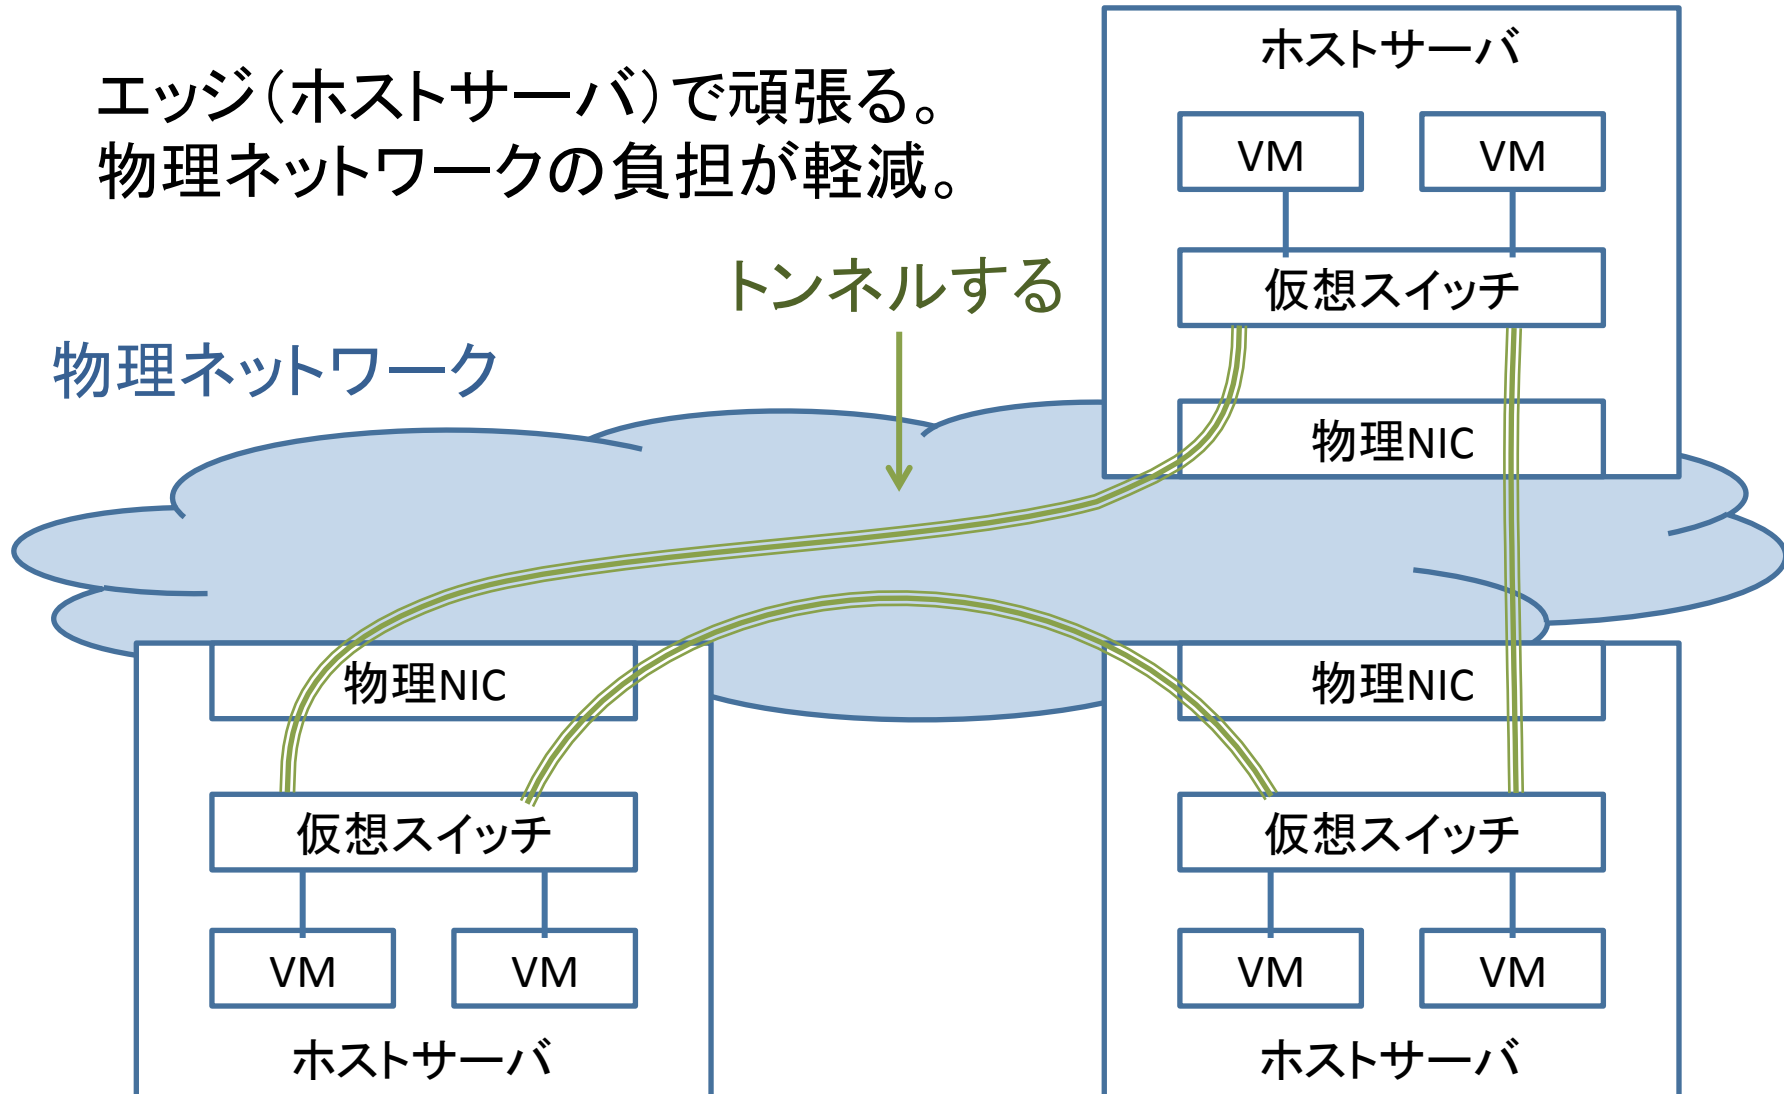 エッジ（ホストサーバ）で頑張る。
物理ネットワークの負担が軽減。
トンネルする
物理ネットワーク
ホストサーバ
VM VM
仮想スイッチ
物理NIC
物理NIC
仮想スイッチ
VM VM
ホストサーバ
物理NIC
仮想スイッチ
VM VM
ホストサーバ